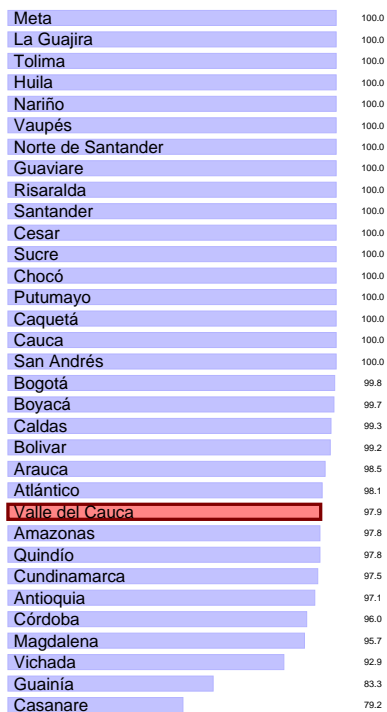 Meta 100.0
La Guajira 100.0
Tolima 100.0
Huila 100.0
Nariño 100.0
Vaupés 100.0
Norte de Santander 100.0
Guaviare 100.0
Risaralda 100.0
Santander 100.0
Cesar 100.0
Sucre 100.0
Chocó 100.0
Putumayo 100.0
Caquetá 100.0
Cauca 100.0
San Andrés 100.0
Bogotá 99.8
Boyacá 99.7
Caldas 99.3
Bolivar 99.2
Arauca 98.5
Atlántico 98.1
Valle del Cauca 97.9
Amazonas 97.8
Quindío 97.8
Cundinamarca 97.5
Antioquia 97.1
Córdoba 96.0
Magdalena 95.7
Vichada 92.9
Guainía 83.3
Casanare 79.2